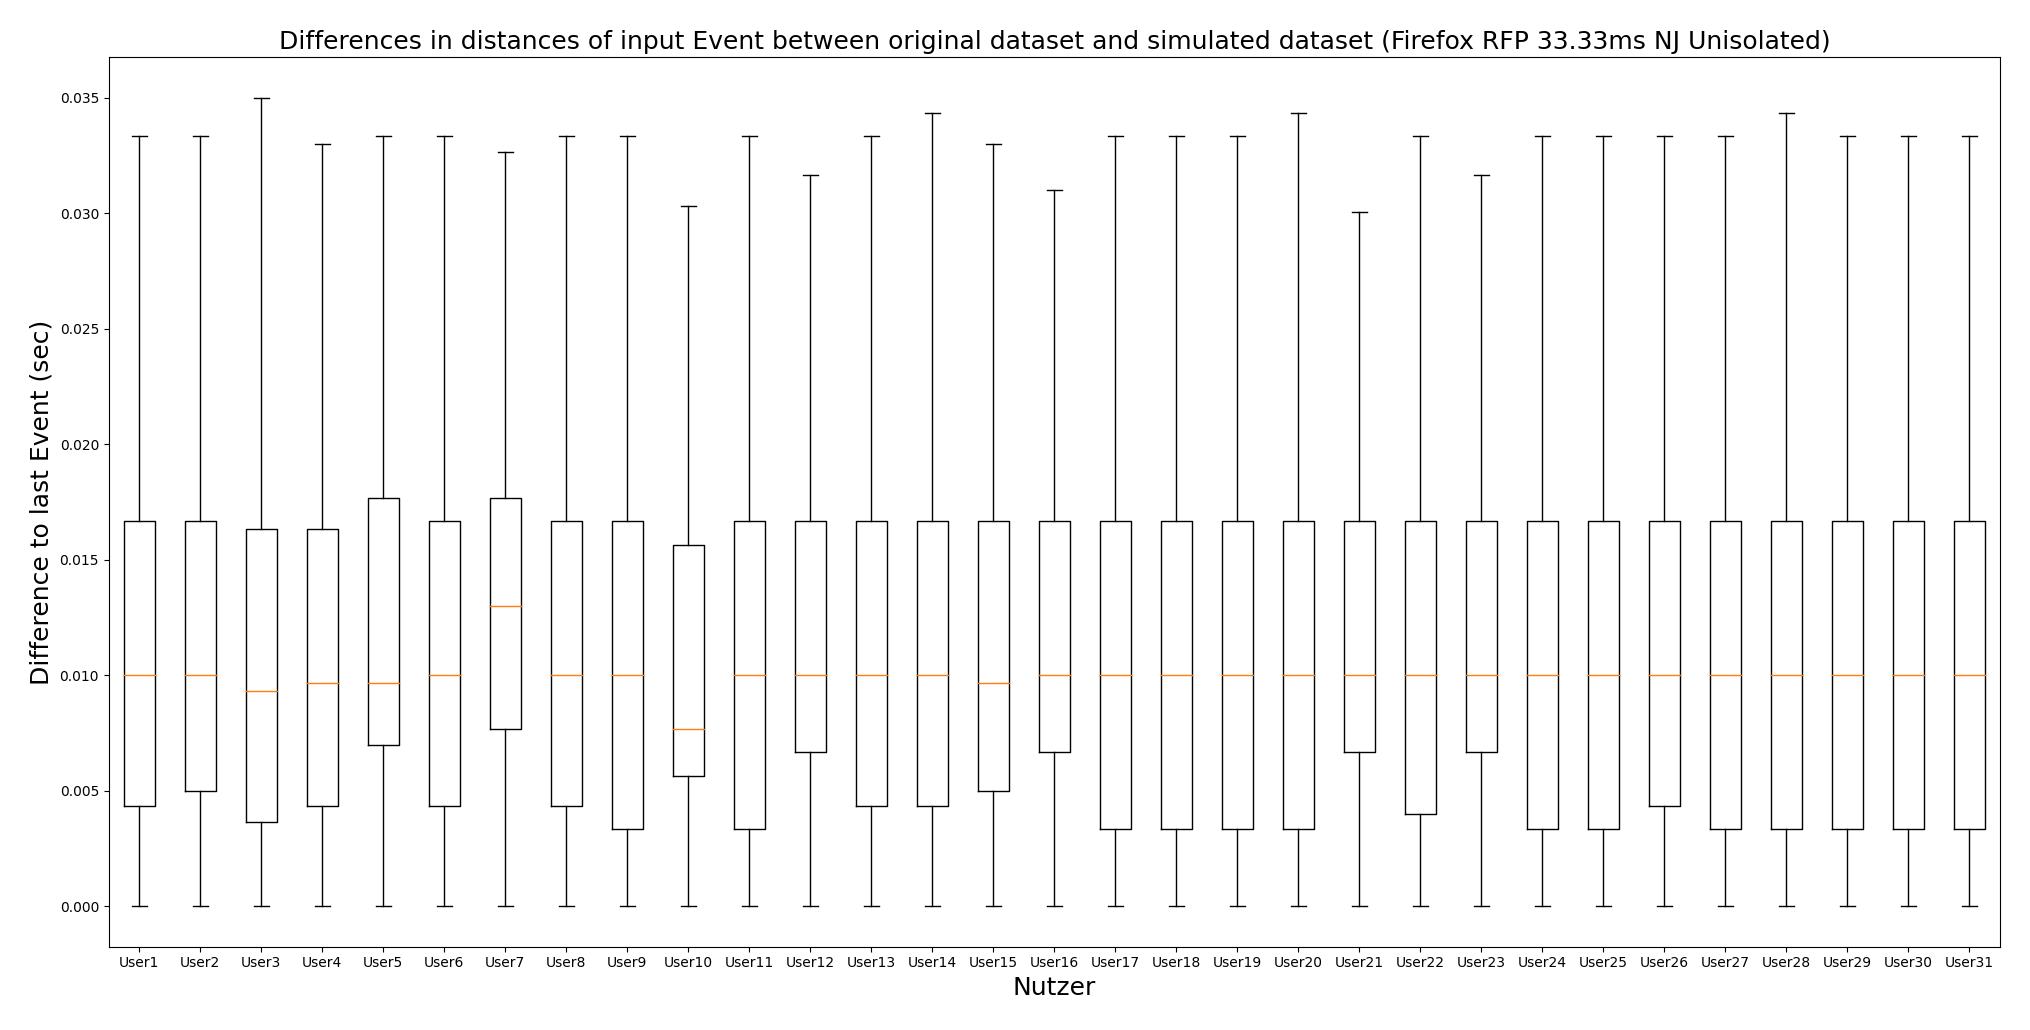 Differences in distances of input Event between original dataset and simulated dataset (Firefox RFP 33.33ms NJ Unisolated)
Difference to last Event (sec)
0.035
0.030
0.025
0.020
0.015
0.010
0.005
0.000
User1 User2 User3 User4 User5 User6 User7 User8 User9 User10 User11 User12 User13 User14 User15 User16 User17 User18 User19 User20 User21 User22 User23 User24 User25 User26 User27 User28 User29 User30 User31
Nutzer